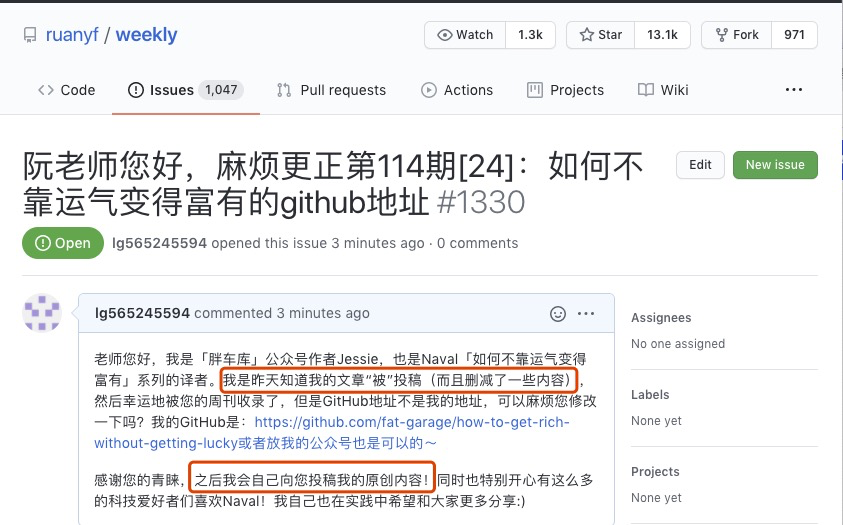 ruanyf / weekly
Watch 1.3k
Star 13.1k
Fork 971
Code
Issues 1,047
Pull requests
Actions
Projects
Wiki
阮老师您好，麻烦更正第114期[24]：如何不
靠运气变得富有的github地址 #1330
Edit
New issue
Open
lg565245594 opened this issue 3 minutes ago · 0 comments
lg565245594 commented 3 minutes ago
老师您好，我是「胖车库」公众号作者Jessie，也是Naval「如何不靠运气变得
富有」系列的译者。我是昨天知道我的文章“被”投稿（而且删减了一些内容），
然后幸运地被您的周刊收录了，但是GitHub地址不是我的地址，可以麻烦您修改
一下吗？我的GitHub是：https://github.com/fat-garage/how-to-get-rich-
without-getting-lucky或者放我的公众号也是可以的～
感谢您的青睐，之后我会自己向您投稿我的原创内容！同时也特别开心有这么多
的科技爱好者们喜欢Naval！我自己也在实践中希望和大家更多分享:)
Assignees
No one assigned
Labels
None yet
Projects
None yet